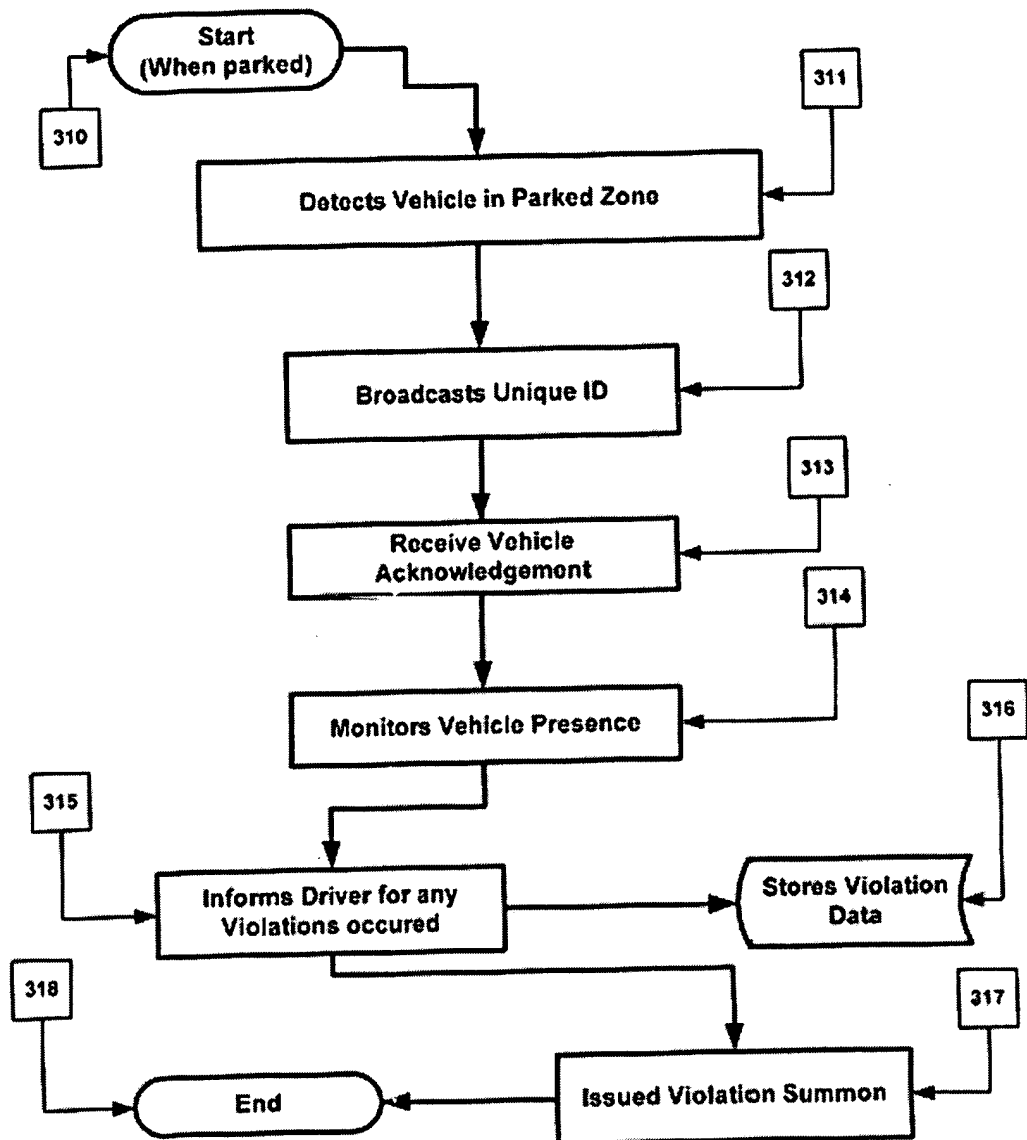 Start
(When parked)
310
311
Detects Vehicle in Parked Zone
312
Broadcasts Unique ID
313
Receive Vehicle
Acknowledgement
314
Monitors Vehicle Presence
316
315
Informs Driver for any
Violations occured
Stores Violation
Data
318
317
Issued Violation Summon
End